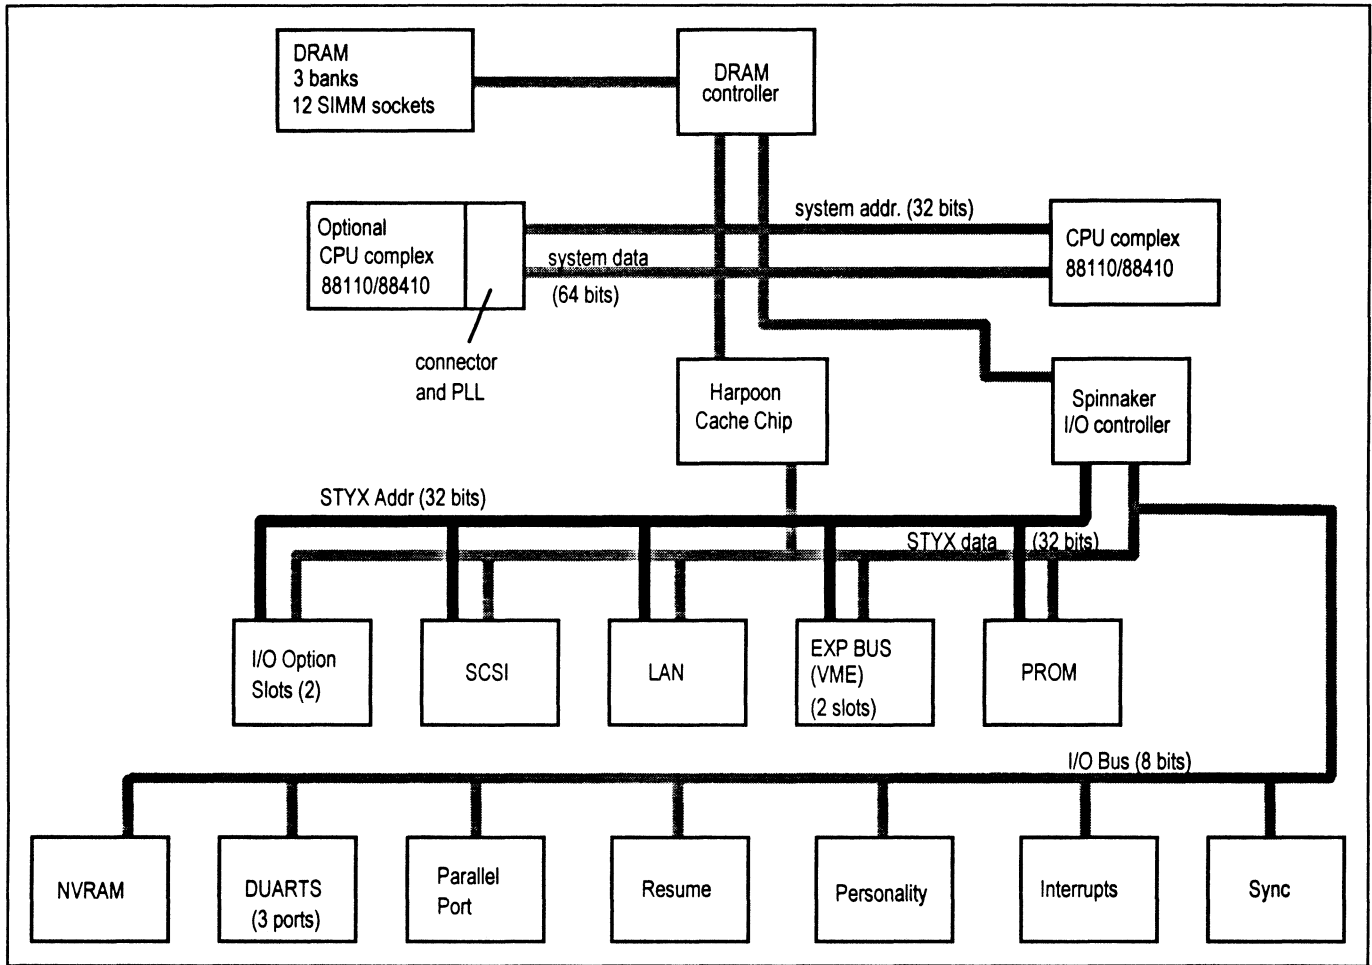 DRAM
3 banks
12 SIMM sockets
DRAM
controller
system addr. (32 bits)
Optional
CPU complex
88110/88410
system data
(64 bits)
CPU complex
88110/88410
connector
and PLL
Harpoon
Cache Chip
Spinnaker
I/O controller
STYX Addr (32 bits)
STYX data (32 bits)
I/O Option
Slots (2)
SCSI
LAN
EXP BUS
(VME)
(2 slots)
PROM
I/O Bus (8 bits)
NVRAM
DUARTS
(3 ports)
Parallel
Port
Resume
Personality
Interrupts
Sync